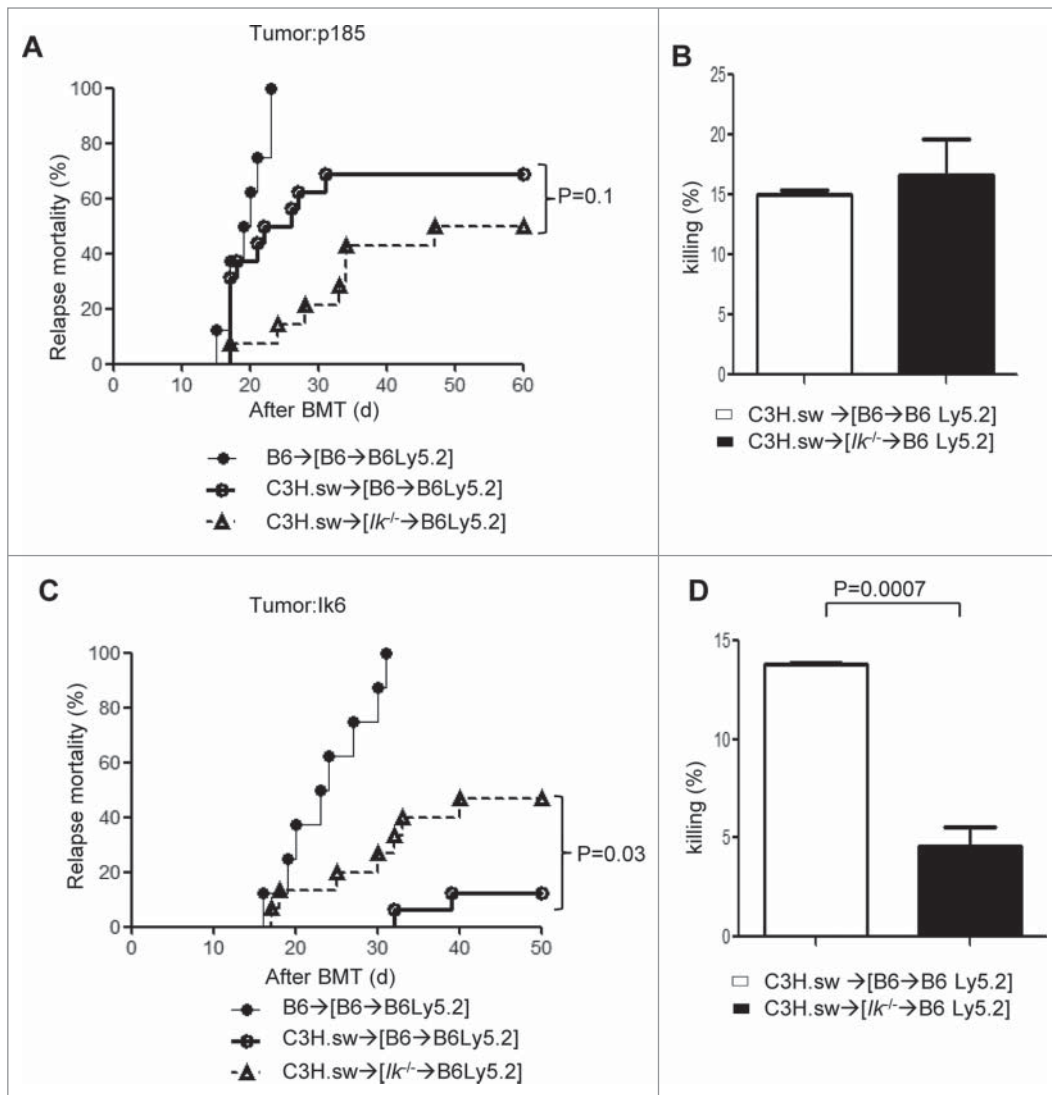 A
Tumor:p185
100
80
60
40
20
0
Relapse mortality (%)
0 10 20 30 40 50 60
After BMT (d)
P=0.1
B6→[B6→B6Ly5.2]
C3H.sw→[B6→B6Ly5.2]
C3H.sw→[Ik-/-→B6Ly5.2]
B
25
20
15
10
5
0
killing (%)
C3H.sw →[B6→B6 Ly5.2]
C3H.sw→[Ik-/-→B6 Ly5.2]
C
Tumor:Ik6
100
80
60
40
20
0
Relapse mortality (%)
0 10 20 30 40 50
After BMT (d)
P=0.03
B6→[B6→B6Ly5.2]
C3H.sw→[B6→B6Ly5.2]
C3H.sw→[Ik-/-→B6Ly5.2]
D
P=0.0007
15
10
5
0
killing (%)
C3H.sw →[B6→B6 Ly5.2]
C3H.sw→[Ik-/-→B6 Ly5.2]